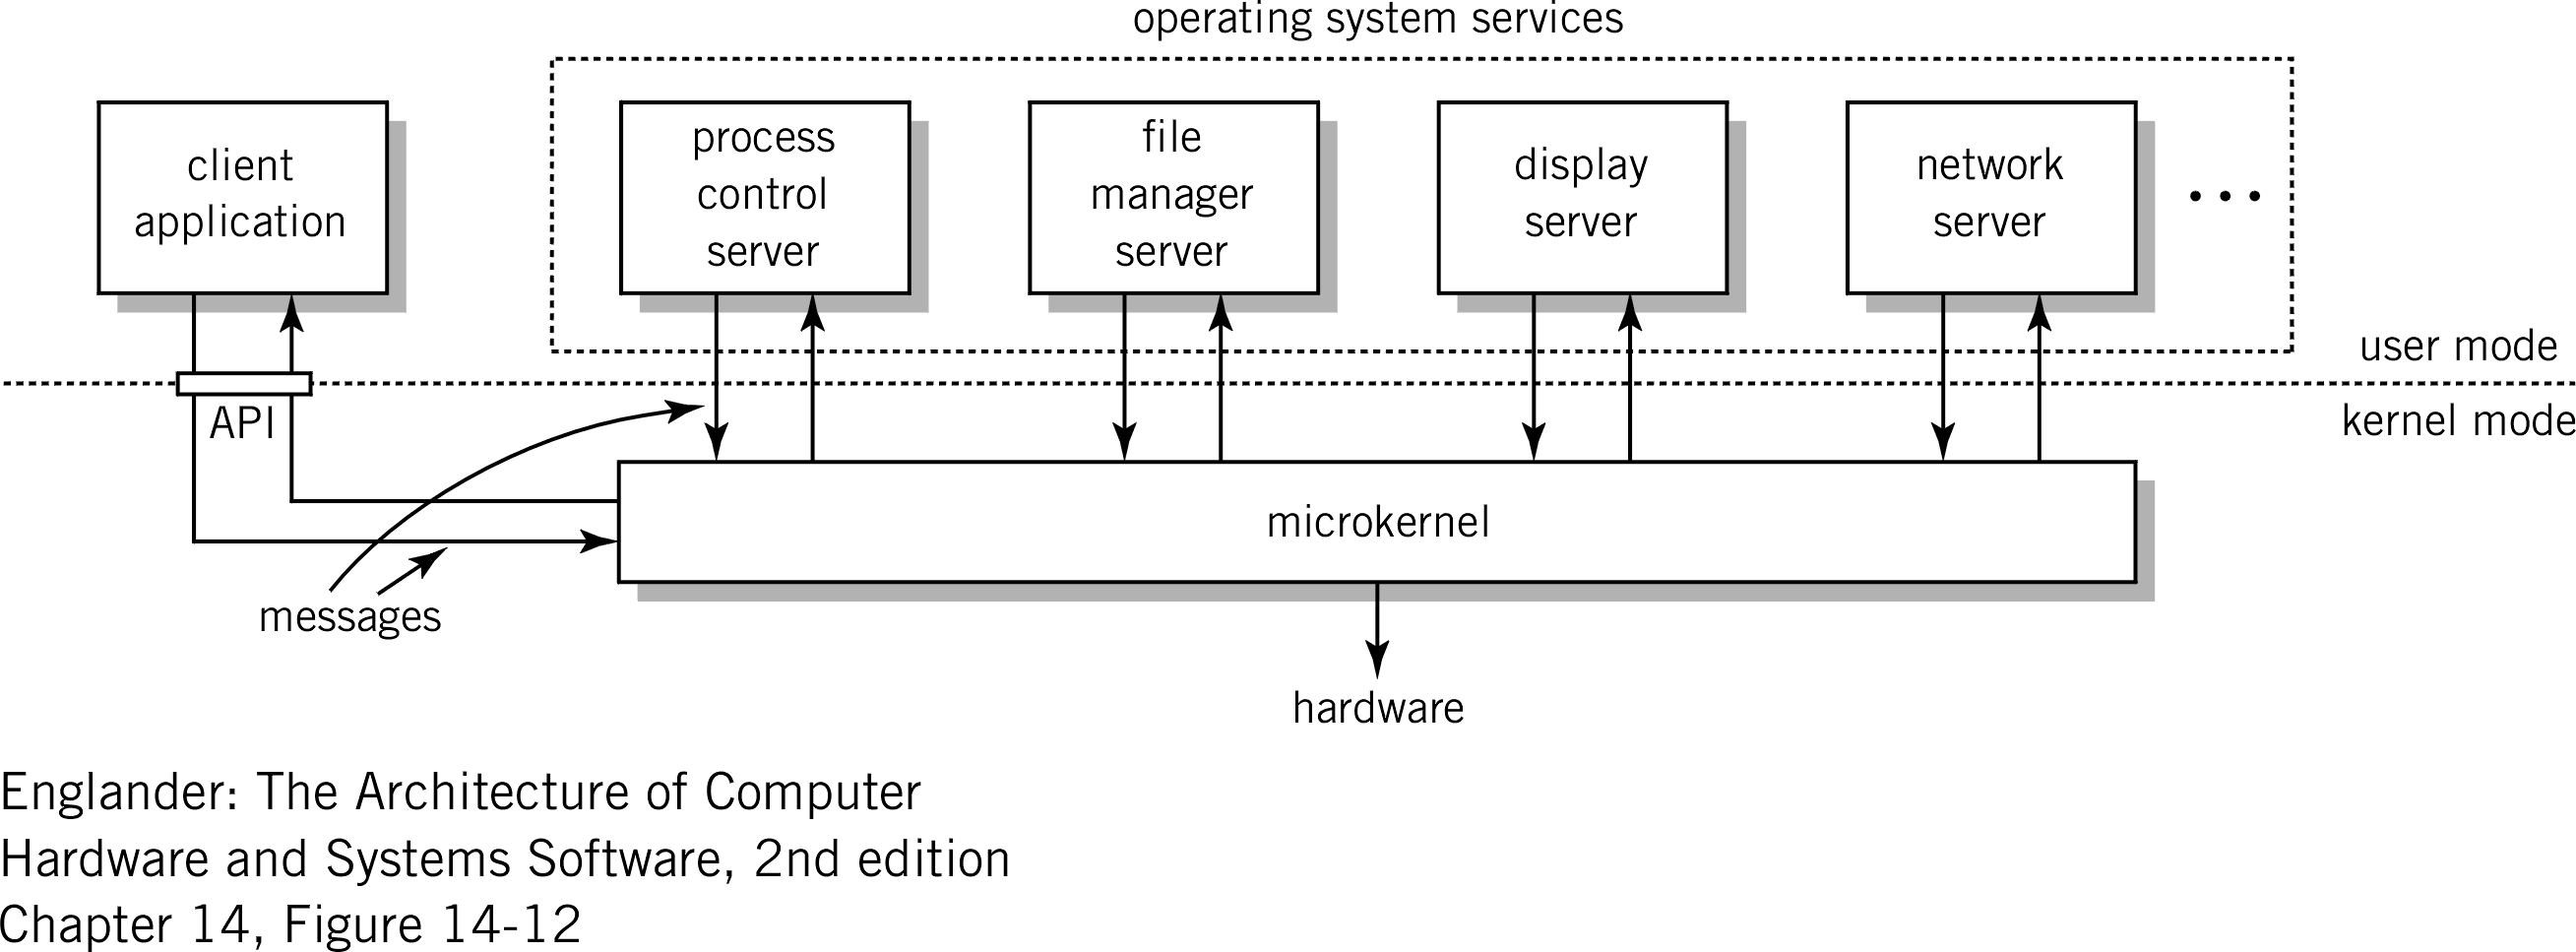 operating system services
client
application
process
control
server
file
manager
server
display
server
network
server
...
user mode
kernel mode
API
microkernel
messages
hardware
Englander: The Architecture of Computer
Hardware and Systems Software, 2nd edition
Chapter 14, Figure 14-12